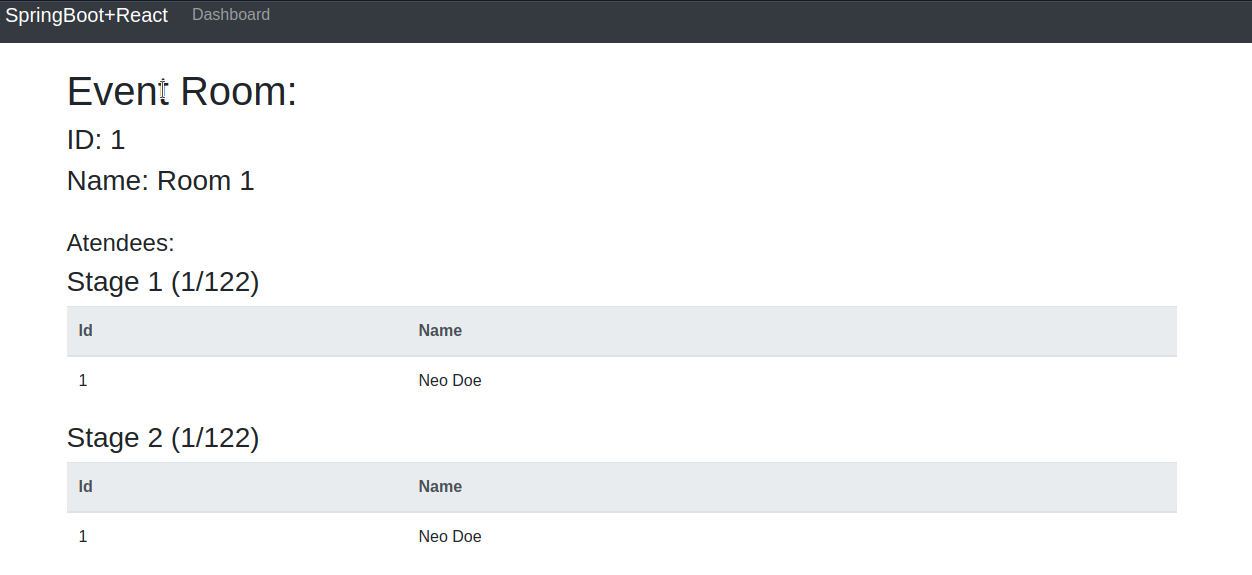 SpringBoot+React Dashboard
Event Room:
ID: 1
Name: Room 1
Atendees:
Stage 1 (1/122)
Id Name
1 Neo Doe
Stage 2 (1/122)
Id Name
1 Neo Doe